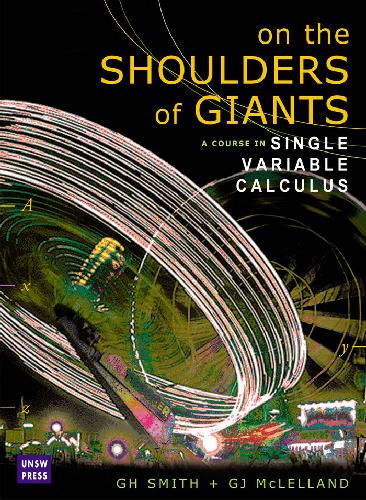 on the
SHOULDERS
of GIANTS
A COURSE IN SINGLE
VARIABLE
CALCULUS
A
x
y
z
UNSW
PRESS
GH SMITH + GJ McLELLAND